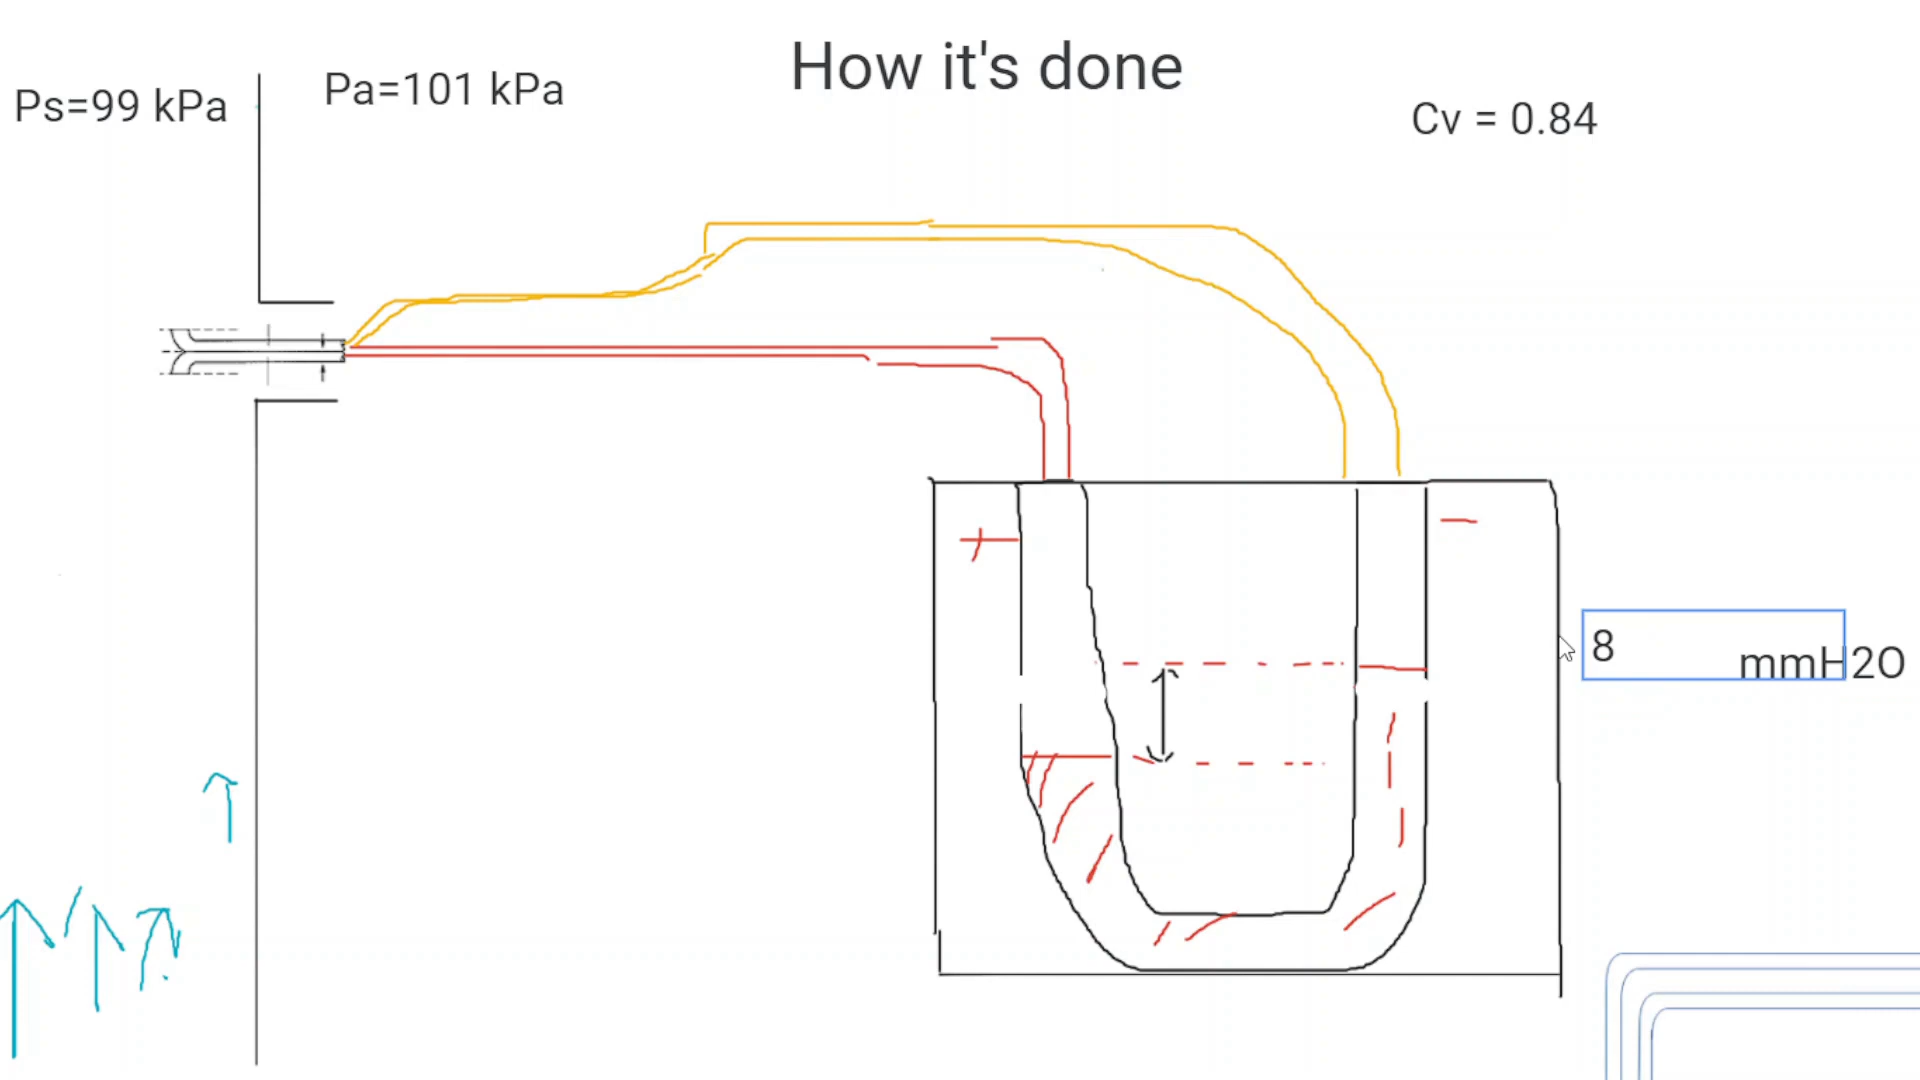 How it's done
Ps=99 kPa
Pa=101 kPa
Cv = 0.84
+
−
8
mmH2O